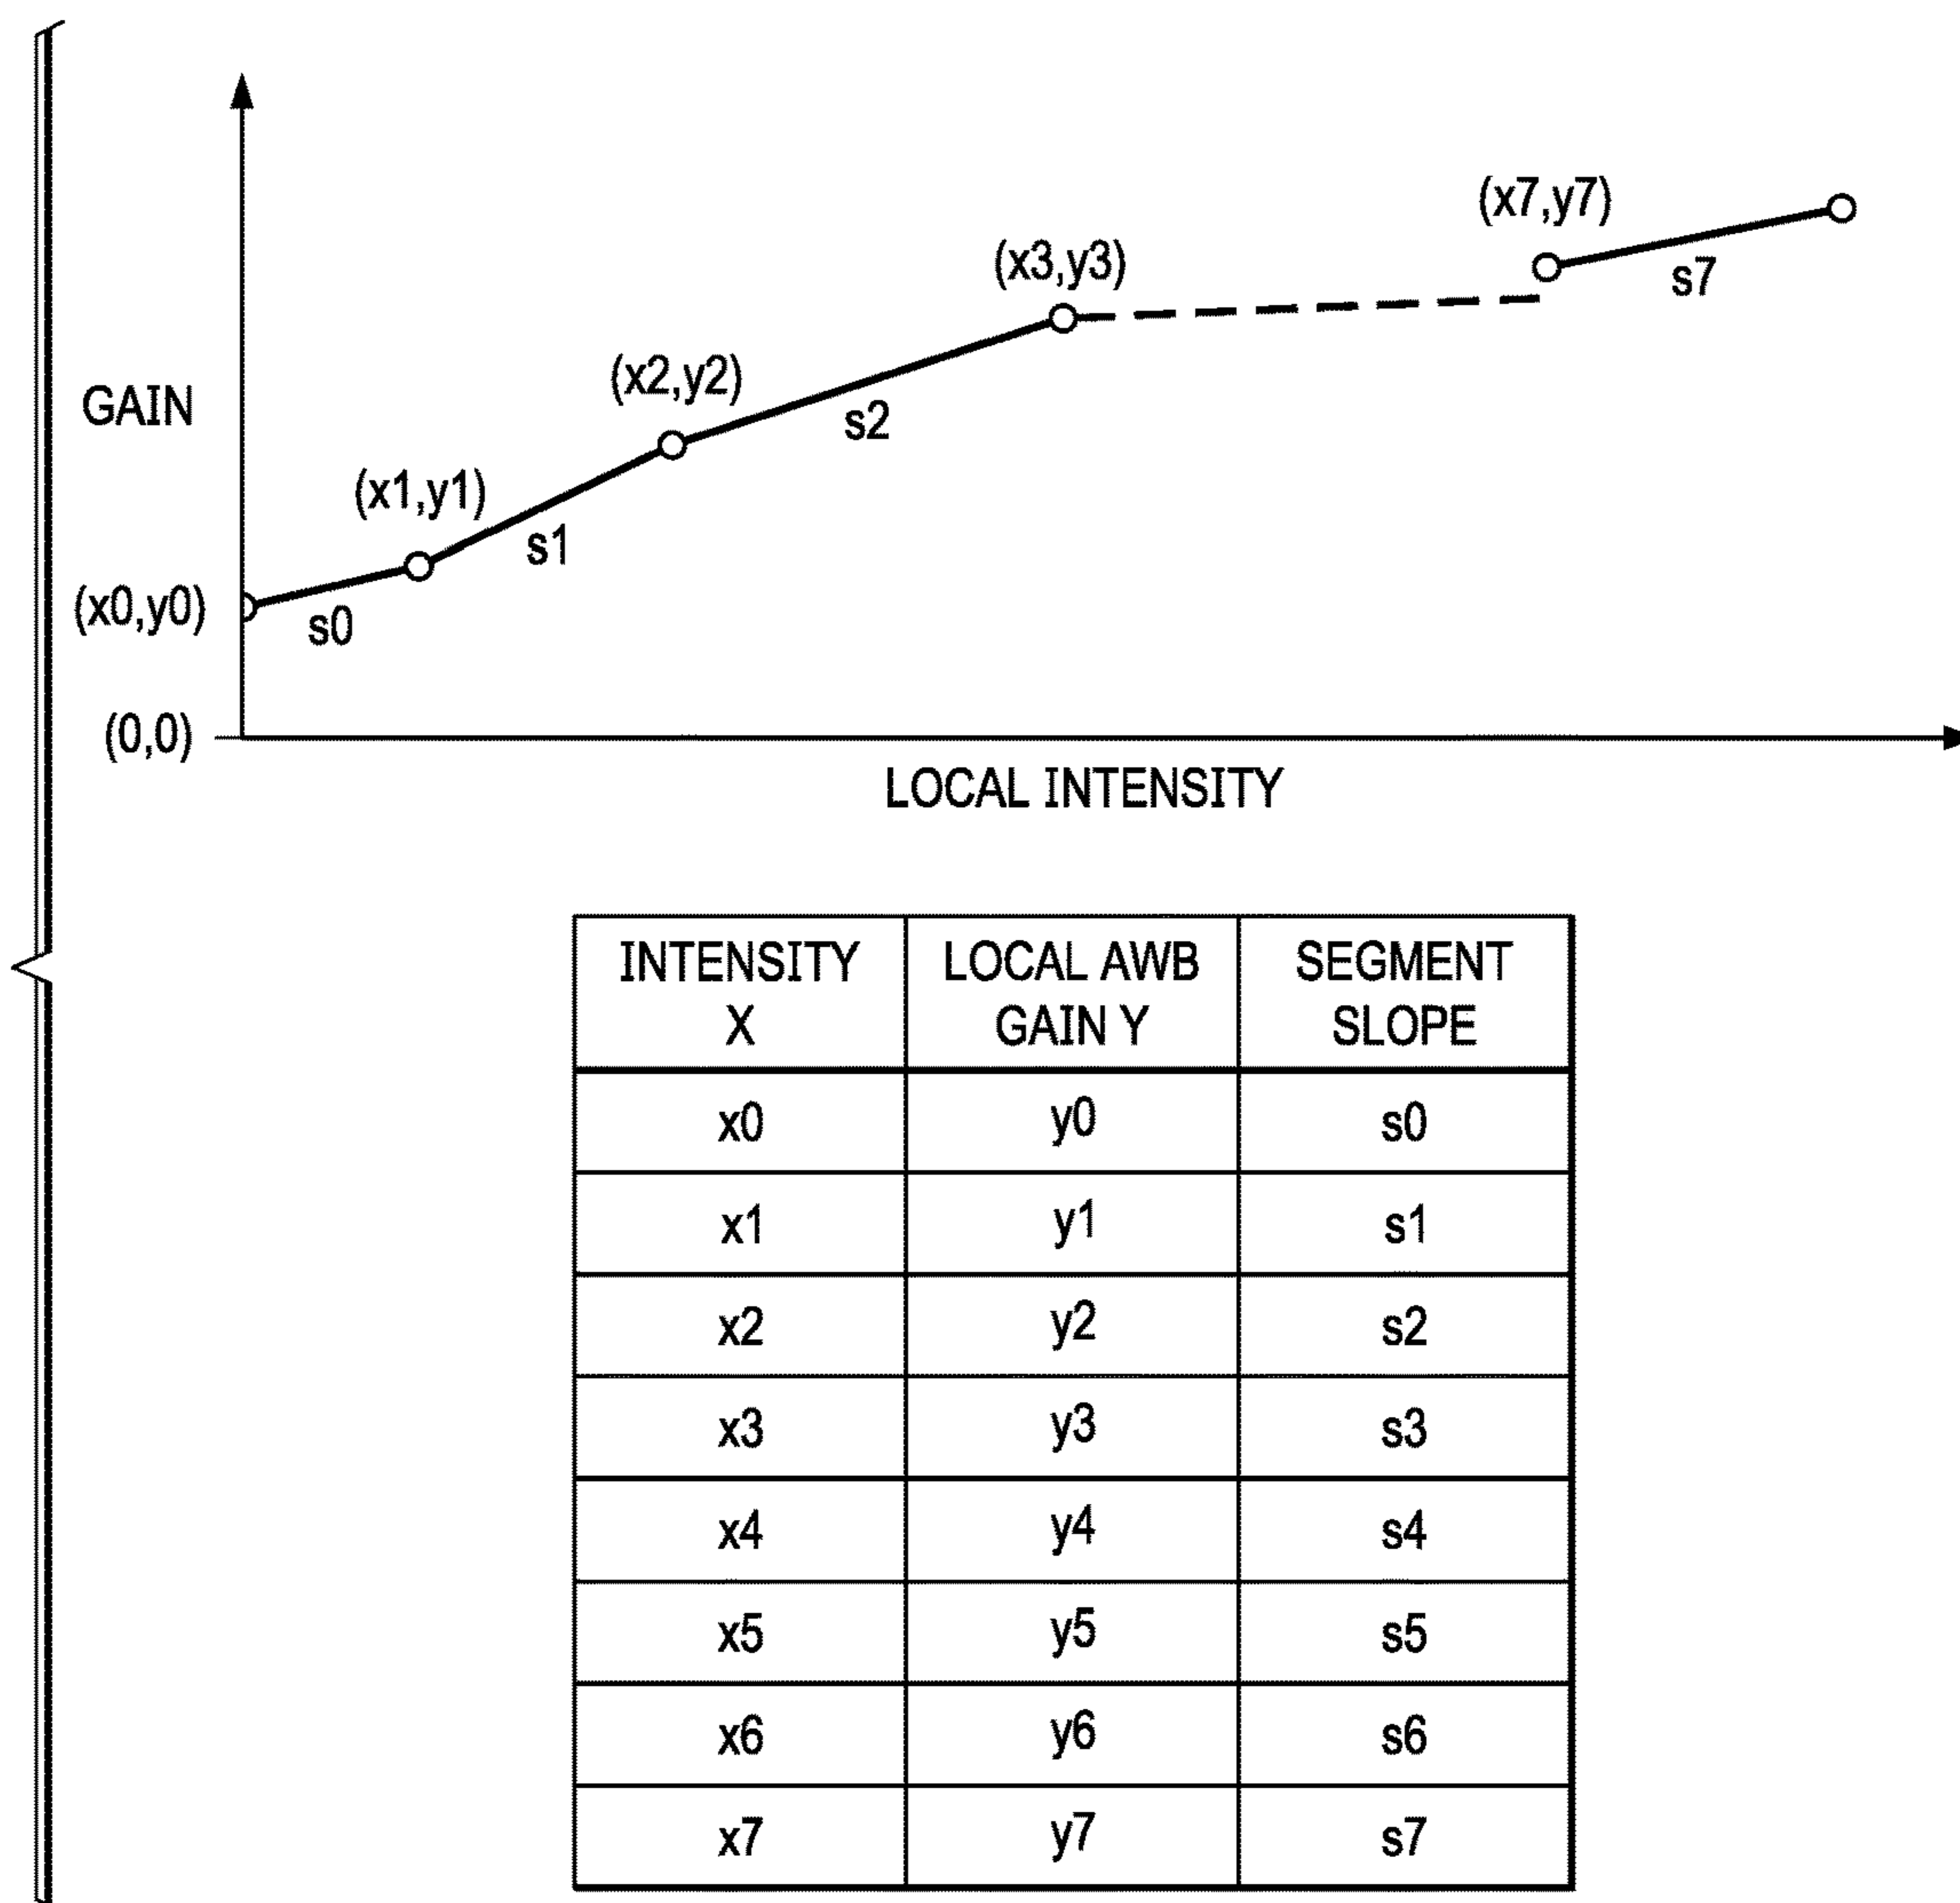 (x7,y7)
(x3,y3)
s7
(x2,y2)
GAIN
s2
(x1,y1)
s1
(x0,y0)
s0
(0,0)
LOCAL INTENSITY
INTENSITY X LOCAL AWB GAIN Y SEGMENT SLOPE
x0 y0 s0
x1 y1 s1
x2 y2 s2
x3 y3 s3
x4 y4 s4
x5 y5 s5
x6 y6 s6
x7 y7 s7